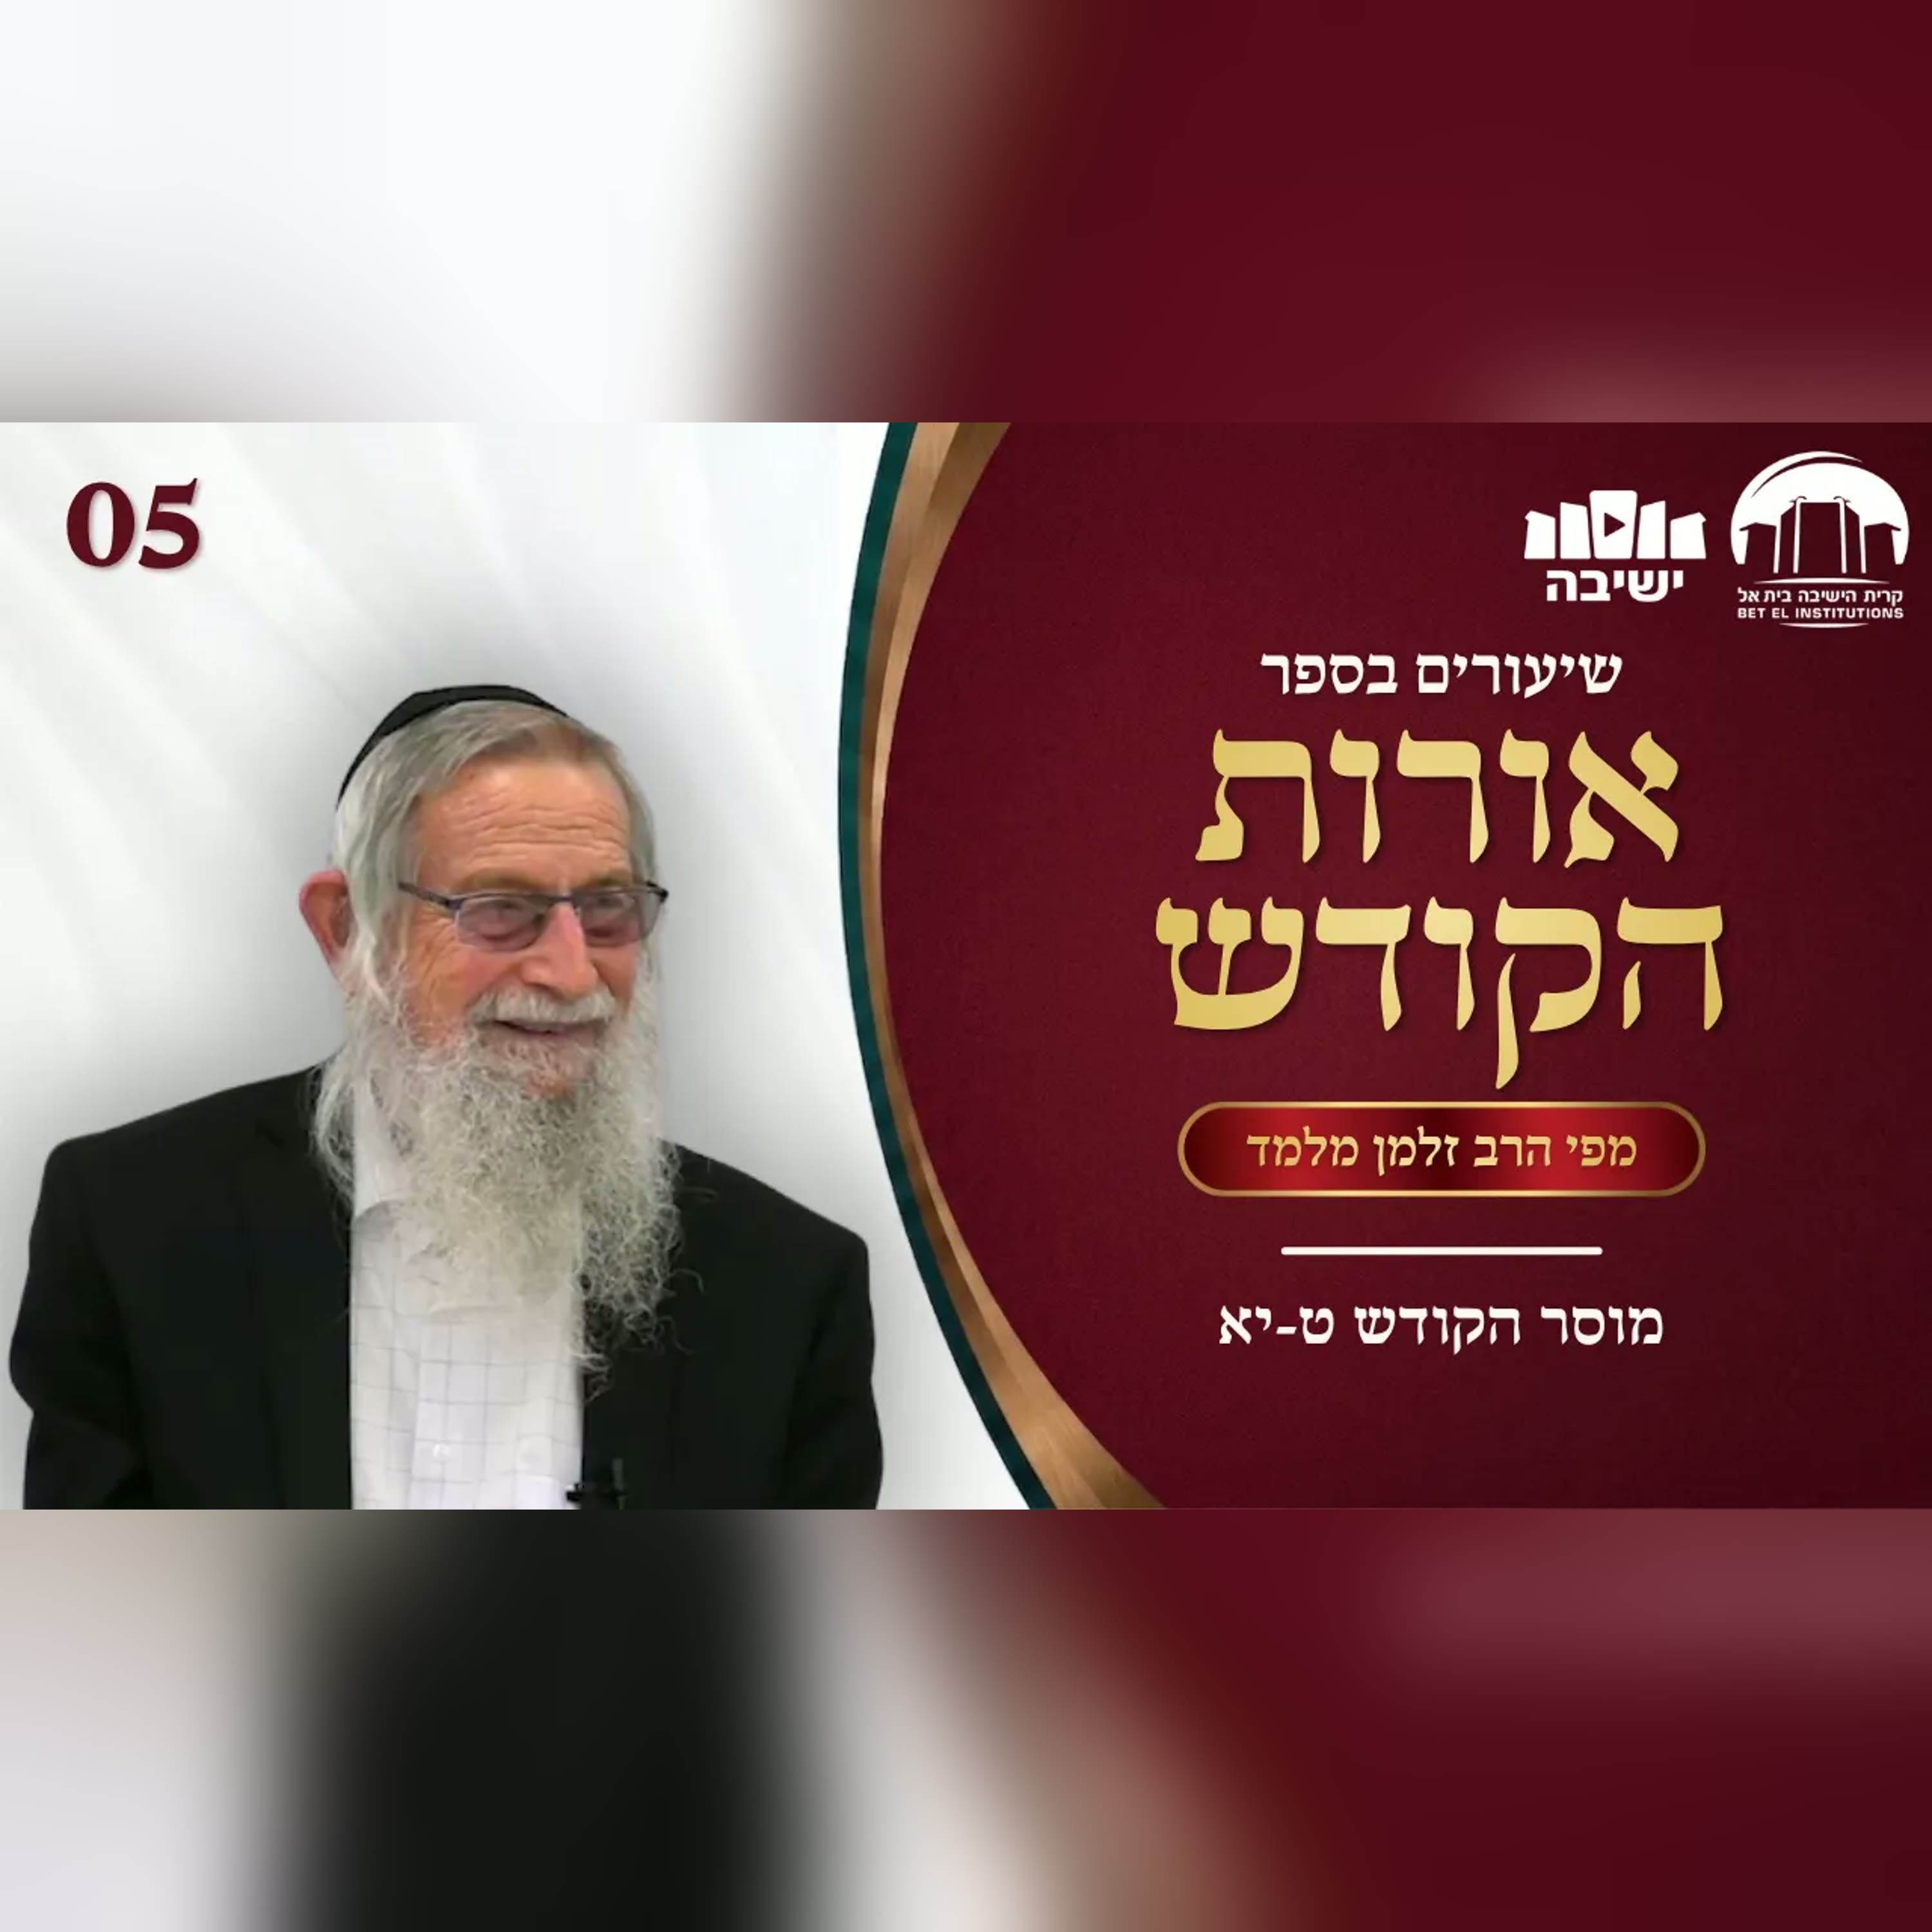 05
ישיבה
קרית הישיבה בית אל
BET EL INSTITUTIONS
שיעורים בספר
אורות
הקודש
מפי הרב זלמן מלמד
מוסר הקודש ט-יא